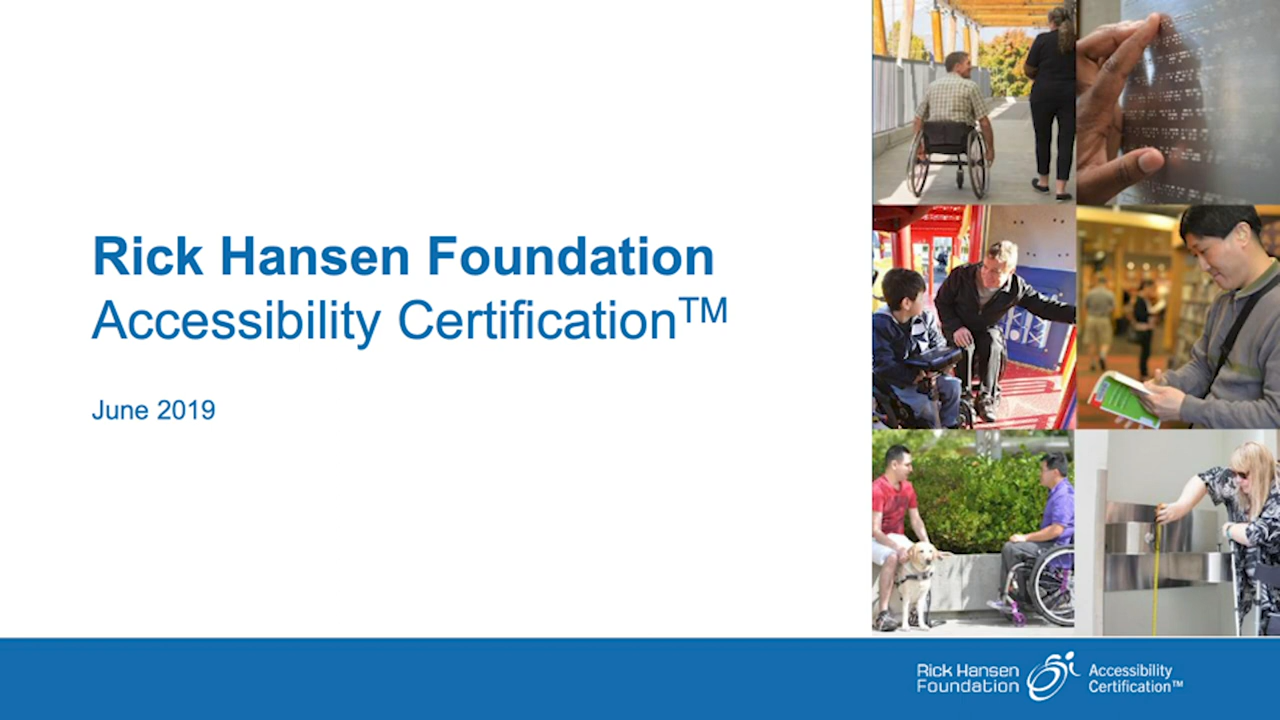 Rick Hansen Foundation
Accessibility Certification™
June 2019
Rick Hansen
Foundation
Accessibility
Certification™